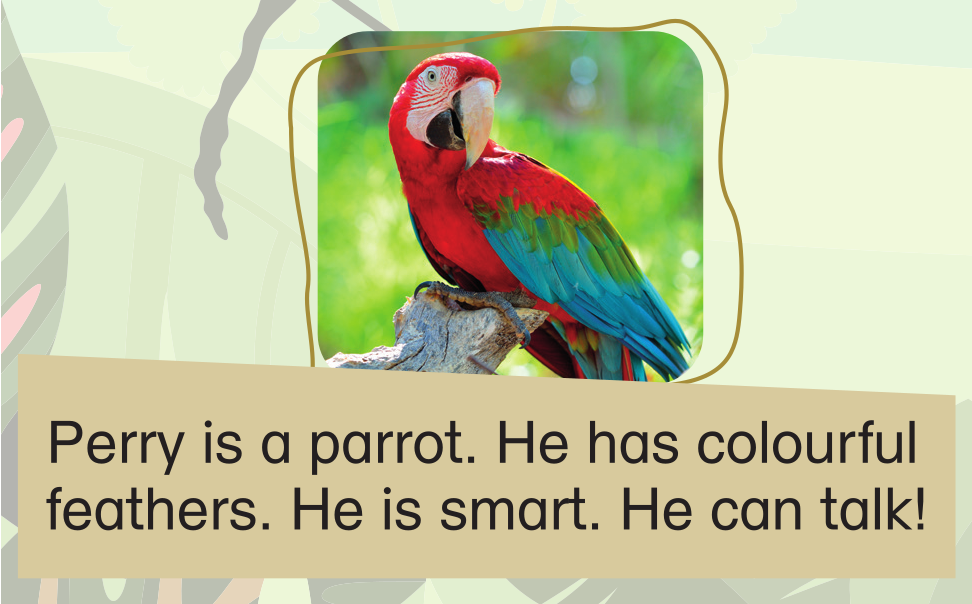 Perry is a parrot. He has colourful
feathers. He is smart. He can talk!